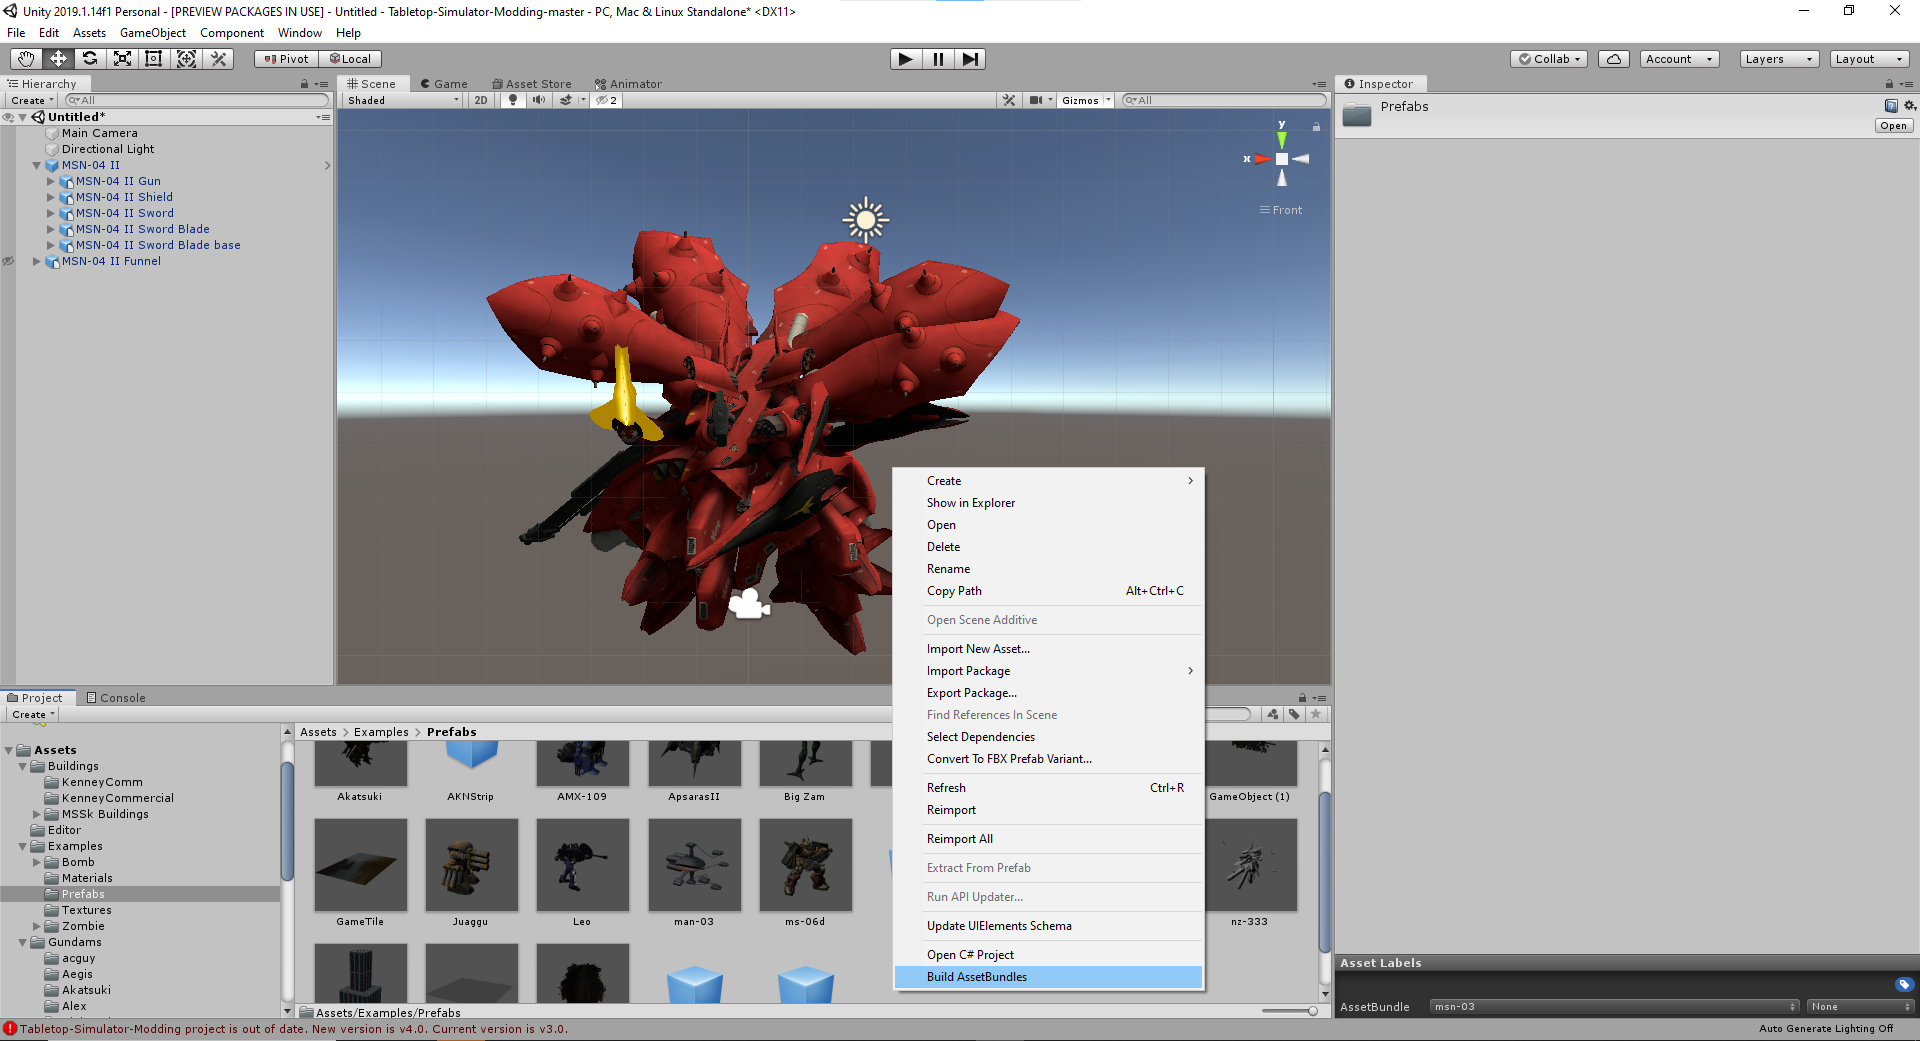 Unity 2019.1.14f1 Personal - [PREVIEW PACKAGES IN USE] - Untitled - Tabletop-Simulator-Modding-master - PC, Mac & Linux Standalone* <DX11>
File Edit Assets GameObject Component Window Help
Pivot Local Collab Account Layers Layout
Hierarchy
Create All
Untitled*
Main Camera
Directional Light
MSN-04 II
MSN-04 II Gun
MSN-04 II Shield
MSN-04 II Sword
MSN-04 II Sword Blade
MSN-04 II Sword Blade base
MSN-04 II Funnel
Scene Game Asset Store Animator
Shaded 2D 2 Gizmos All
y
x
Front
Inspector
Prefabs
Open
Create
Show in Explorer
Open
Delete
Rename
Copy Path Alt+Ctrl+C
Open Scene Additive
Import New Asset...
Import Package
Export Package...
Find References In Scene
Select Dependencies
Convert To FBX Prefab Variant...
Refresh Ctrl+R
Reimport
Reimport All
Extract From Prefab
Run API Updater...
Update UIElements Schema
Open C# Project
Build AssetBundles
Project Console
Create
Assets
Buildings
KenneyComm
KenneyCommercial
MSSk Buildings
Editor
Examples
Bomb
Materials
Prefabs
Textures
Zombie
Gundams
acguy
Aegis
Akatsuki
Alex
Assets > Examples > Prefabs
Akatsuki AKNStrip AMX-109 ApsarasII Big Zam GameObject (1)
GameTile Juaggu Leo man-03 ms-06d nz-333
Assets/Examples/Prefabs
Asset Labels
AssetBundle msn-03 None
Tabletop-Simulator-Modding project is out of date. New version is v4.0. Current version is v3.0.
Auto Generate Lighting Off